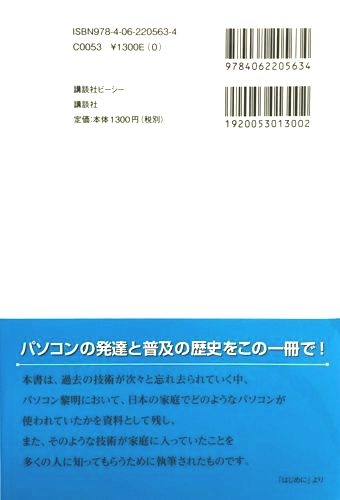 ISBN978-4-06-220563-4
C0053 ¥1300E (0)
講談社ビーシー
講談社
定価:本体1300円(税別)
9784062205634
1920053013002
パソコンの発達と普及の歴史をこの一冊で!
本書は、過去の技術が次々と忘れ去られていく中、
パソコン黎明において、日本の家庭でどのようなパソコンが
使われていたかを資料として残し、
また、そのような技術が家庭に入っていたことを
多くの人に知ってもらうために執筆されたものです。
「はじめに」より